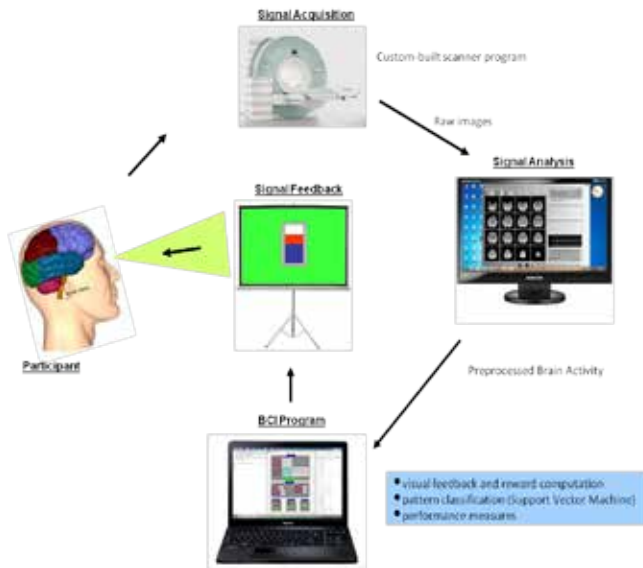 Signal Acquisition
Custom-built scanner program
Raw images
Signal Analysis
Signal Feedback
Participant
Preprocessed Brain Activity
BCI Program
• visual feedback and reward computation
• pattern classification (Support Vector Machine)
• performance measures